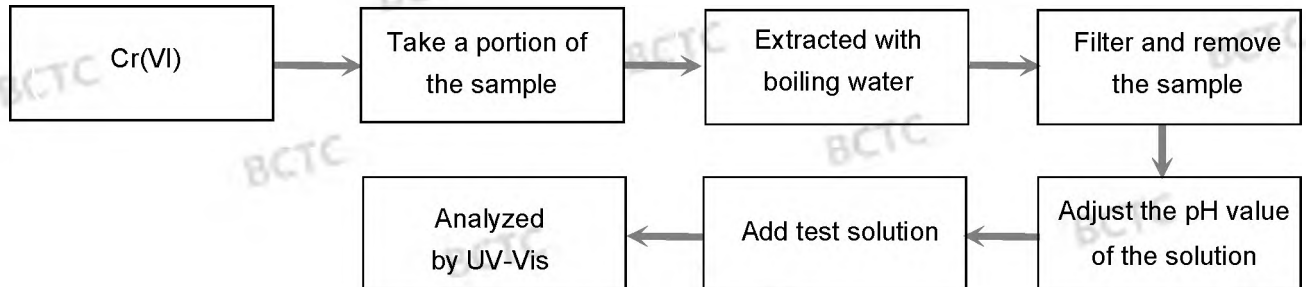 Cr(VI)
Take a portion of
the sample
Extracted with
boiling water
Filter and remove
the sample
Adjust the pH value
of the solution
Add test solution
Analyzed
by UV-Vis
BCTC
BCTC
BCTC
BCTC
BCTC
BCTC
BCTC
BCTC